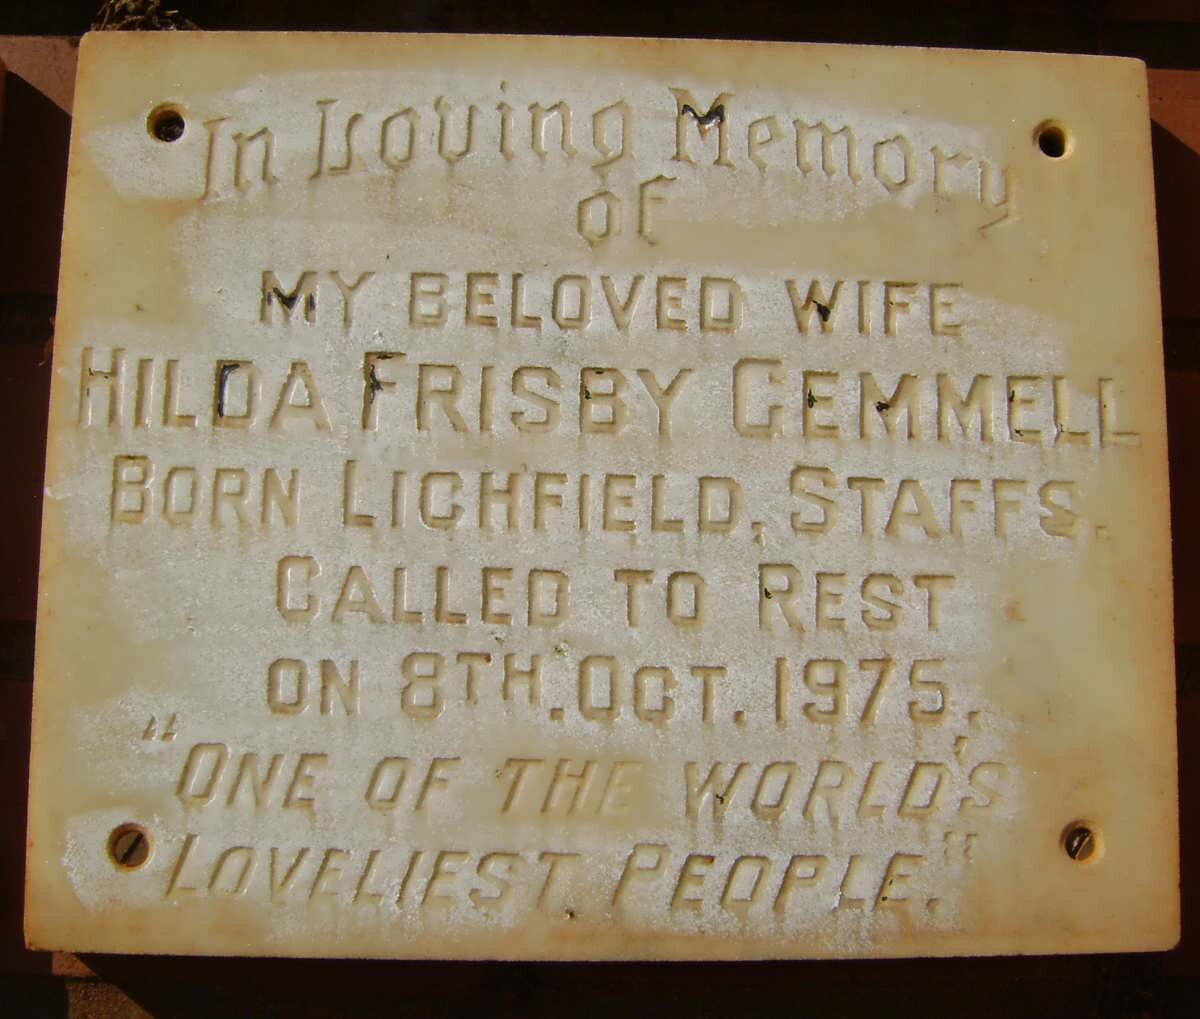 In Loving Memory
of
MY BELOVED WIFE
HILDA FRISBY GEMMELL
BORN LICHFIELD, STAFFS.
CALLED TO REST
ON 8TH. OCT. 1975.
"ONE OF THE WORLD'S
LOVELIEST PEOPLE."